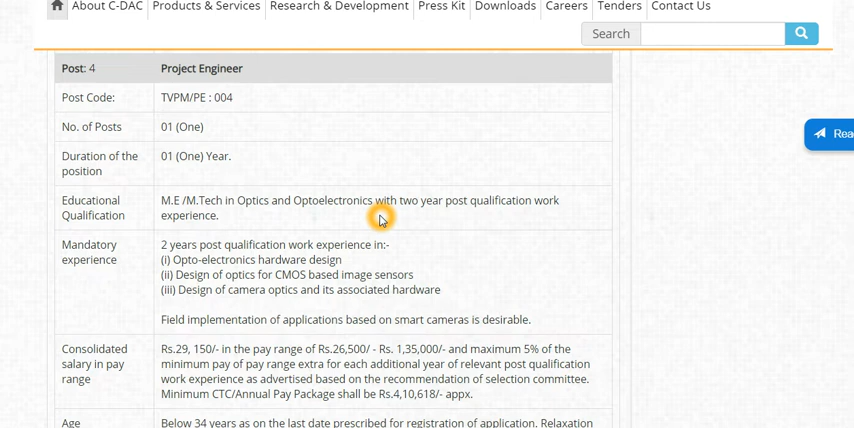 About C-DAC Products & Services Research & Development Press Kit Downloads Careers Tenders Contact Us
Search
Post: 4 Project Engineer
Post Code: TVPM/PE : 004
No. of Posts 01 (One)
Duration of the position 01 (One) Year.
Educational Qualification M.E /M.Tech in Optics and Optoelectronics with two year post qualification work
experience.
Mandatory experience 2 years post qualification work experience in:-
(i) Opto-electronics hardware design
(ii) Design of optics for CMOS based image sensors
(iii) Design of camera optics and its associated hardware
Field implementation of applications based on smart cameras is desirable.
Consolidated salary in pay range Rs.29, 150/- in the pay range of Rs.26,500/ - Rs. 1,35,000/- and maximum 5% of the
minimum pay of pay range extra for each additional year of relevant post qualification
work experience as advertised based on the recommendation of selection committee.
Minimum CTC/Annual Pay Package shall be Rs.4,10,618/- appx.
Age Below 34 years as on the last date prescribed for registration of application. Relaxation